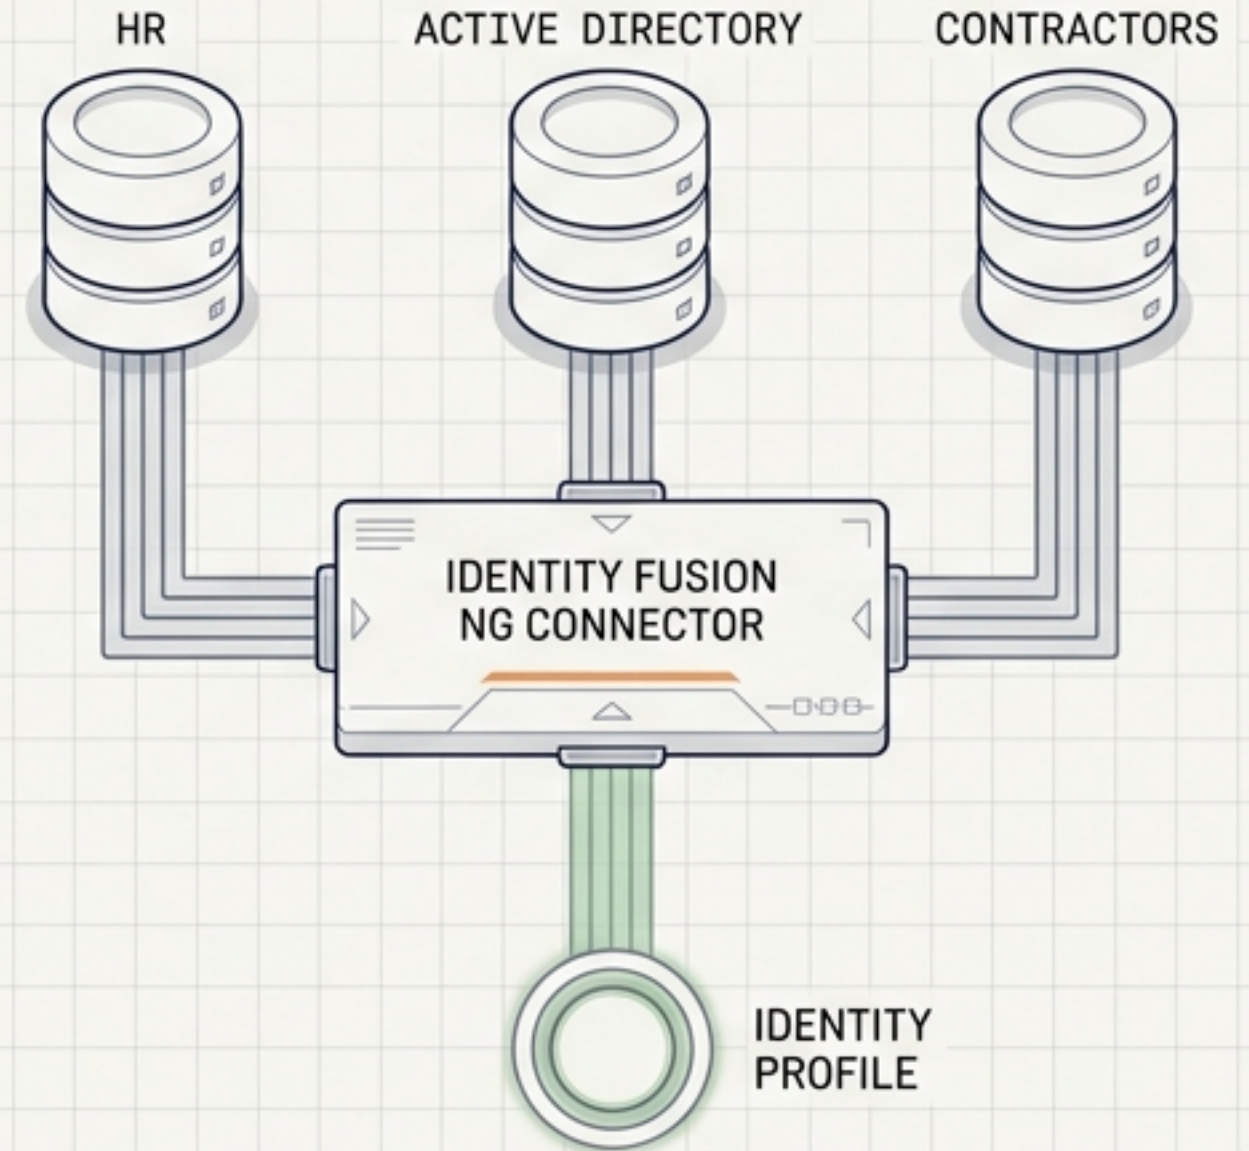 HR
ACTIVE DIRECTORY
CONTRACTORS
IDENTITY FUSION
NG CONNECTOR
IDENTITY
PROFILE